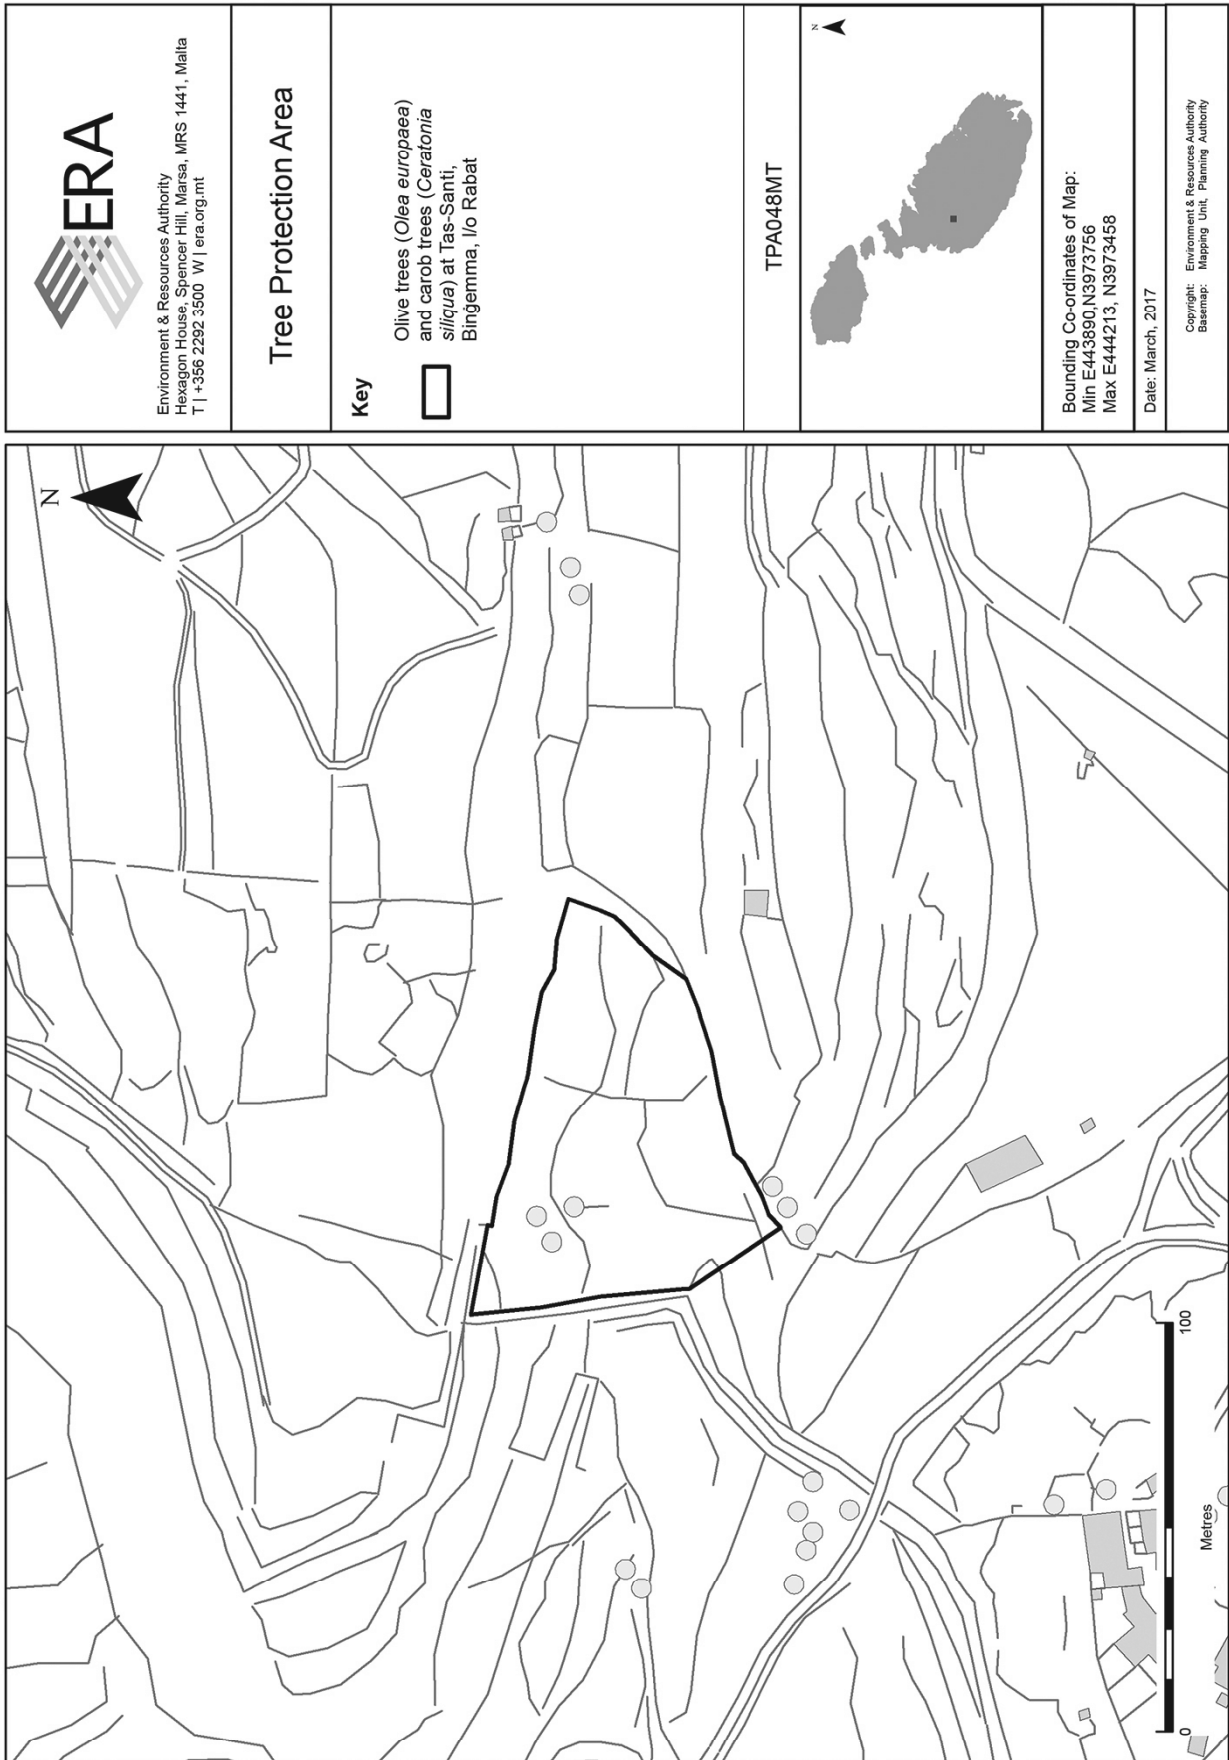 ERA
Environment & Resources Authority
Hexagon House, Spencer Hill, Marsa, MRS 1441, Malta
T | +356 2292 3500 W | era.org.mt
Tree Protection Area
Key
Olive trees (Olea europaea)
and carob trees (Ceratonia
siliqua) at Tas-Santi,
Binġemma, l/o Rabat
TPA048MT
N
Bounding Co-ordinates of Map:
Min E443890,N3973756
Max E444213, N3973458
Date: March, 2017
Copyright: Environment & Resources Authority
Basemap: Mapping Unit, Planning Authority
N
0
100
Metres